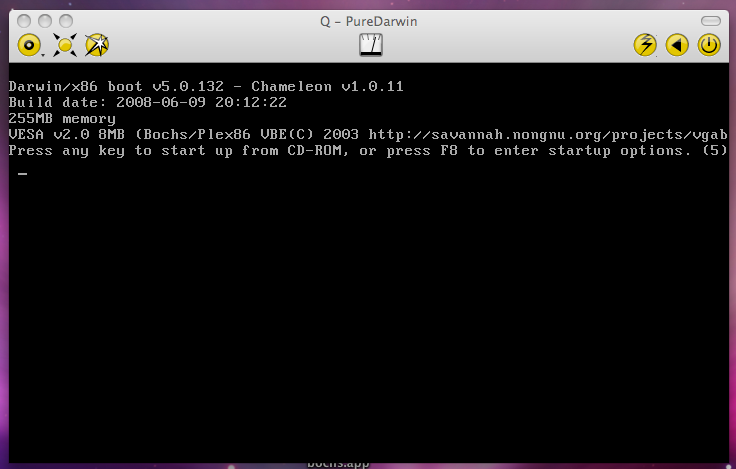 Q - PureDarwin
Darwin/x86 boot v5.0.132 - Chameleon v1.0.11
Build date: 2008-06-09 20:12:22
255MB memory
VESA v2.0 8MB (Bochs/Plex86 VBE(C) 2003 http://savannah.nongnu.org/projects/vgab
Press any key to start up from CD-ROM, or press F8 to enter startup options. (5)
_
bochs.app